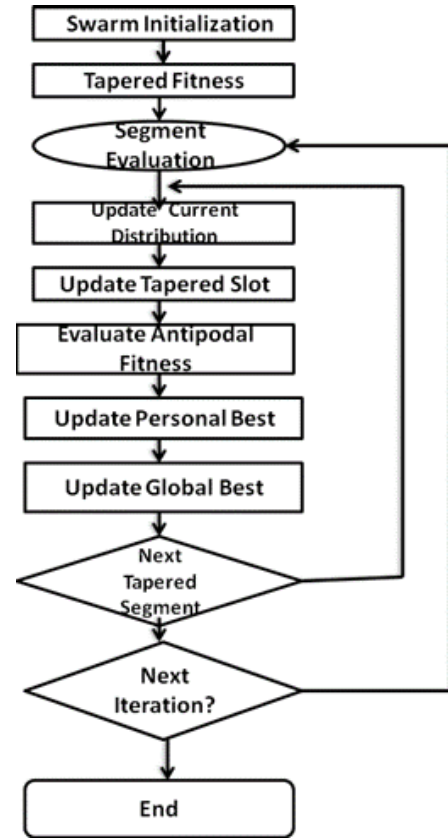 Swarm Initialization
Tapered Fitness
Segment
Evaluation
Update Current
Distribution
Update Tapered Slot
Evaluate Antipodal
Fitness
Update Personal Best
Update Global Best
Next
Tapered
Segment
Next
Iteration?
End